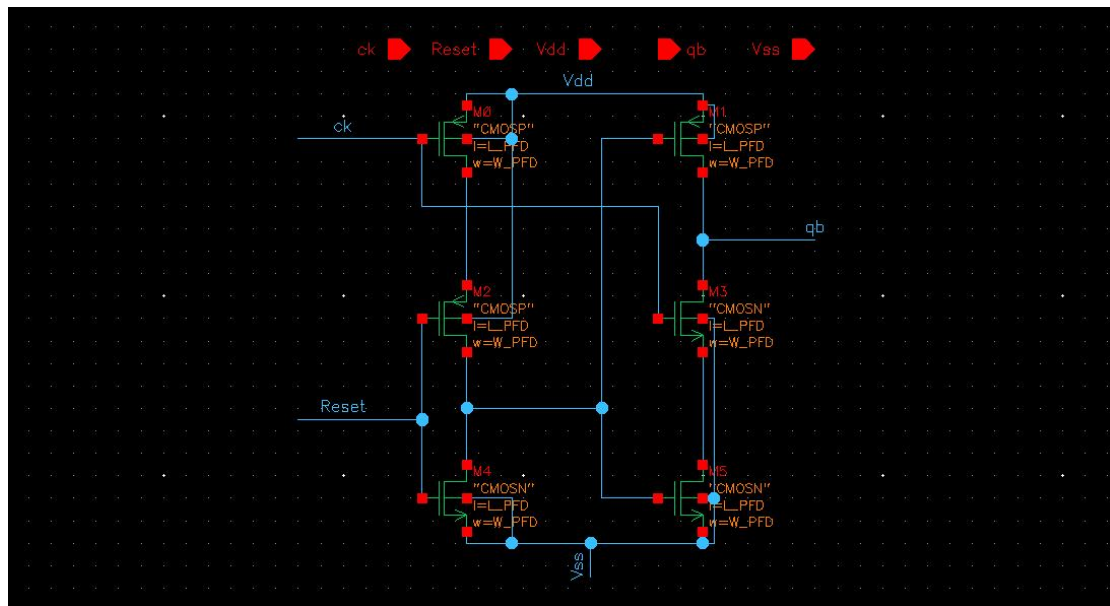 ck Reset Vdd qb Vss
Vdd
ck
M0
"CMOSP"
l=L_PFD
w=W_PFD
M1
"CMOSP"
l=L_PFD
w=W_PFD
qb
M2
"CMOSP"
l=L_PFD
w=W_PFD
M3
"CMOSN"
l=L_PFD
w=W_PFD
Reset
M4
"CMOSN"
l=L_PFD
w=W_PFD
M5
"CMOSN"
l=L_PFD
w=W_PFD
Vss